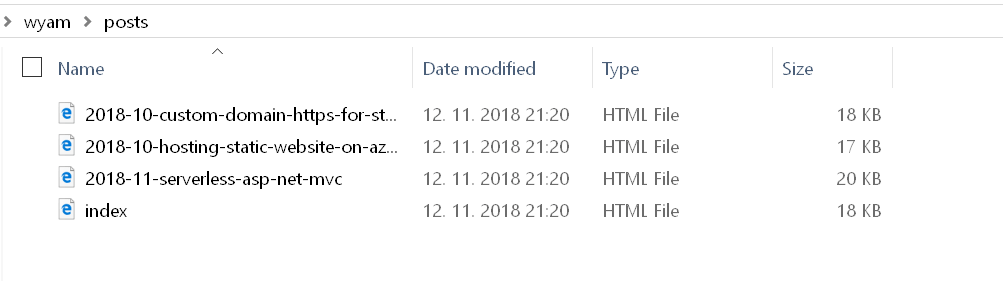 wyam posts
Name Date modified Type Size
2018-10-custom-domain-https-for-st... 12. 11. 2018 21:20 HTML File 18 KB
2018-10-hosting-static-website-on-az... 12. 11. 2018 21:20 HTML File 17 KB
2018-11-serverless-asp-net-mvc 12. 11. 2018 21:20 HTML File 20 KB
index 12. 11. 2018 21:20 HTML File 18 KB